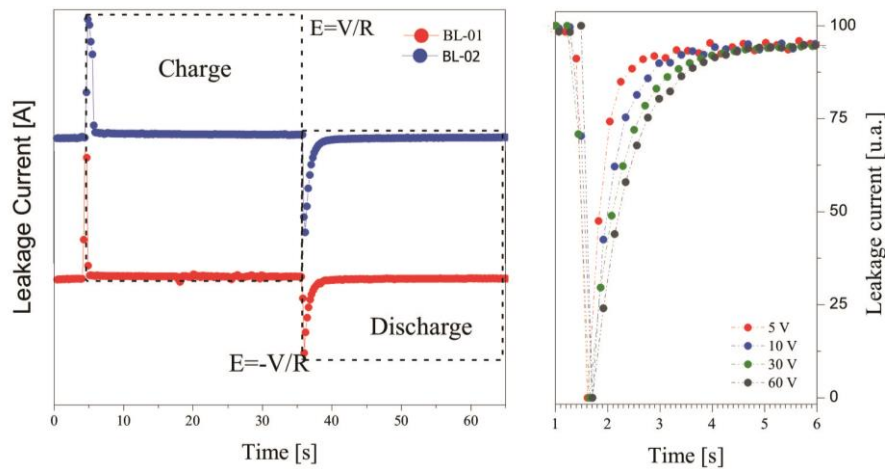 E=V/R
BL-01
BL-02
Charge
Discharge
E=-V/R
Leakage Current [A]
0 10 20 30 40 50 60
Time [s]
100
75
50
25
0
Leakage current [u.a.]
5 V
10 V
30 V
60 V
1 2 3 4 5 6
Time [s]